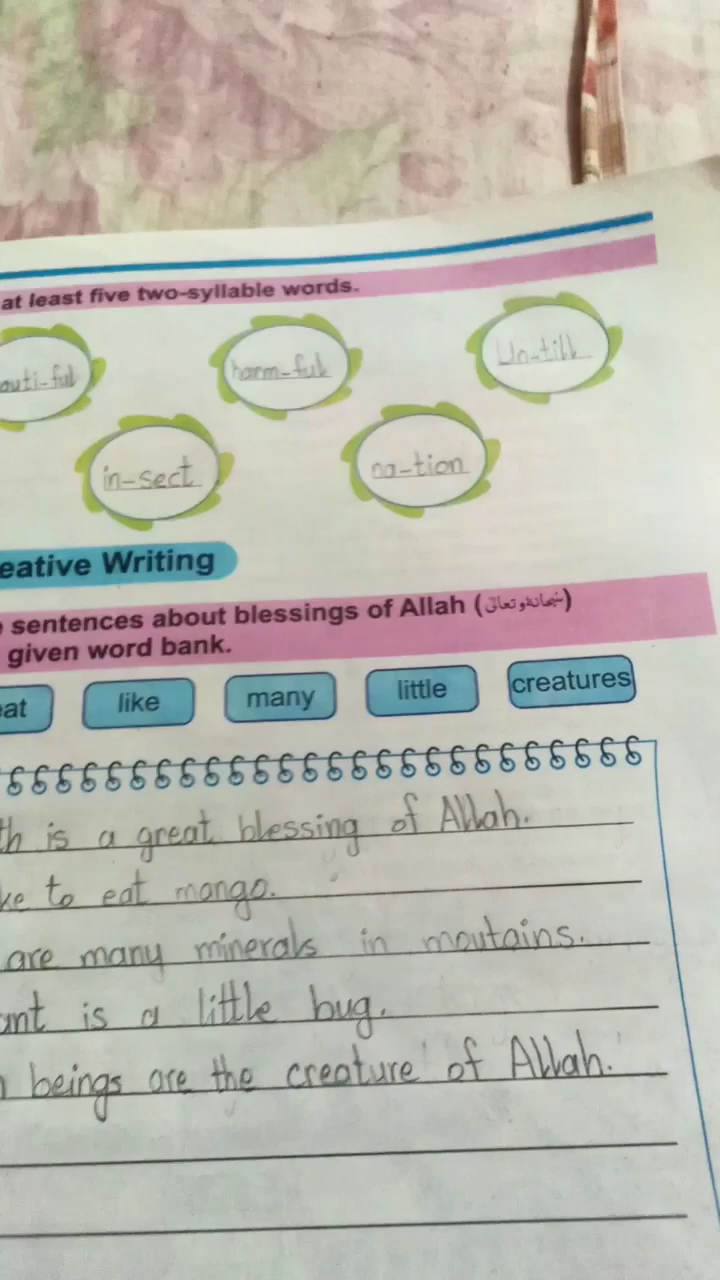 at least five two-syllable words.
auti-ful harm-ful Un-till
in-sect na-tion
eative Writing
sentences about blessings of Allah (سُبْحَانَهٗ وَتَعَالٰی)
given word bank.
eat like many little creatures
th is a great blessing of Allah.
ke to eat mango.
are many minerals in moutains.
ant is a little bug.
n beings are the creature of Allah.